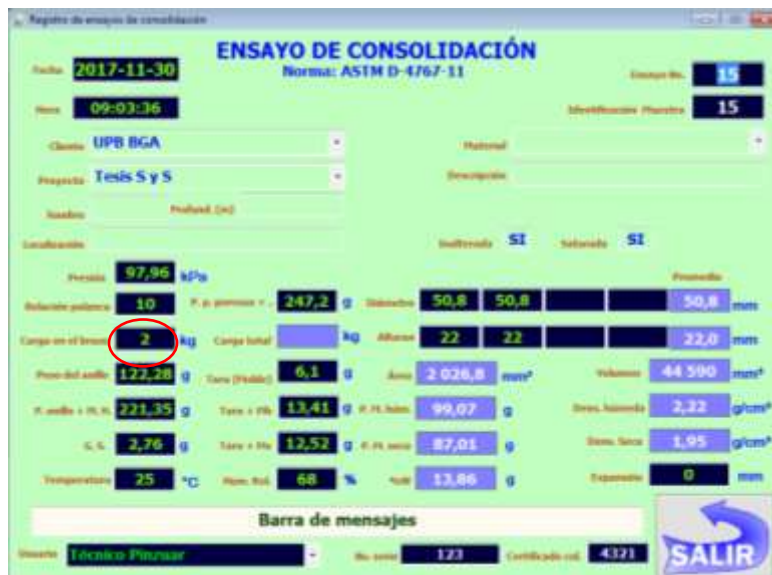 Registro de ensayos de consolidación
ENSAYO DE CONSOLIDACIÓN
Norma: ASTM D-4767-11
Fecha 2017-11-30
Ensayo No. 15
Hora 09:03:36
Identificación Muestra 15
Cliente UPB BGA
Material
Proyecto Tesis S y S
Descripción
Sondeo Profund. (m)
Localización
Inalterada SI Saturada SI
Presión 97,96 kPa
Promedio
Relación palanca 10 P. p. porosa + . 247,2 g Diámetro 50,8 50,8 50,8 mm
Carga en el brazo 2 kg Carga total kg Alturas 22 22 22,0 mm
Peso del anillo 122,28 g Tara (Molde) 6,1 g Área 2 026,8 mm² Volumen 44 590 mm³
P. anillo + M. H. 221,35 g Tara + Mh 13,41 g P. M. húm. 99,07 g Dens. húmeda 2,22 g/cm³
G. S. 2,76 g Tara + Ms 12,52 g P. M. seca 87,01 g Dens. Seca 1,95 g/cm³
Temperatura 25 °C Hum. Rel. 68 % %W 13,86 g Expansión 0 mm
Barra de mensajes
Usuario Técnico Pinzuar No. serie 123 Certificado cal. 4321
SALIR